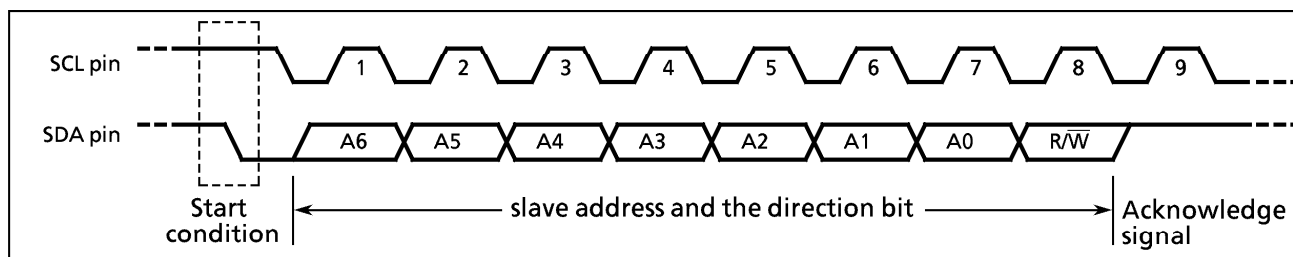 SCL pin
1 2 3 4 5 6 7 8 9
SDA pin
A6 A5 A4 A3 A2 A1 A0 R/W̅
Start
condition
slave address and the direction bit
Acknowledge
signal